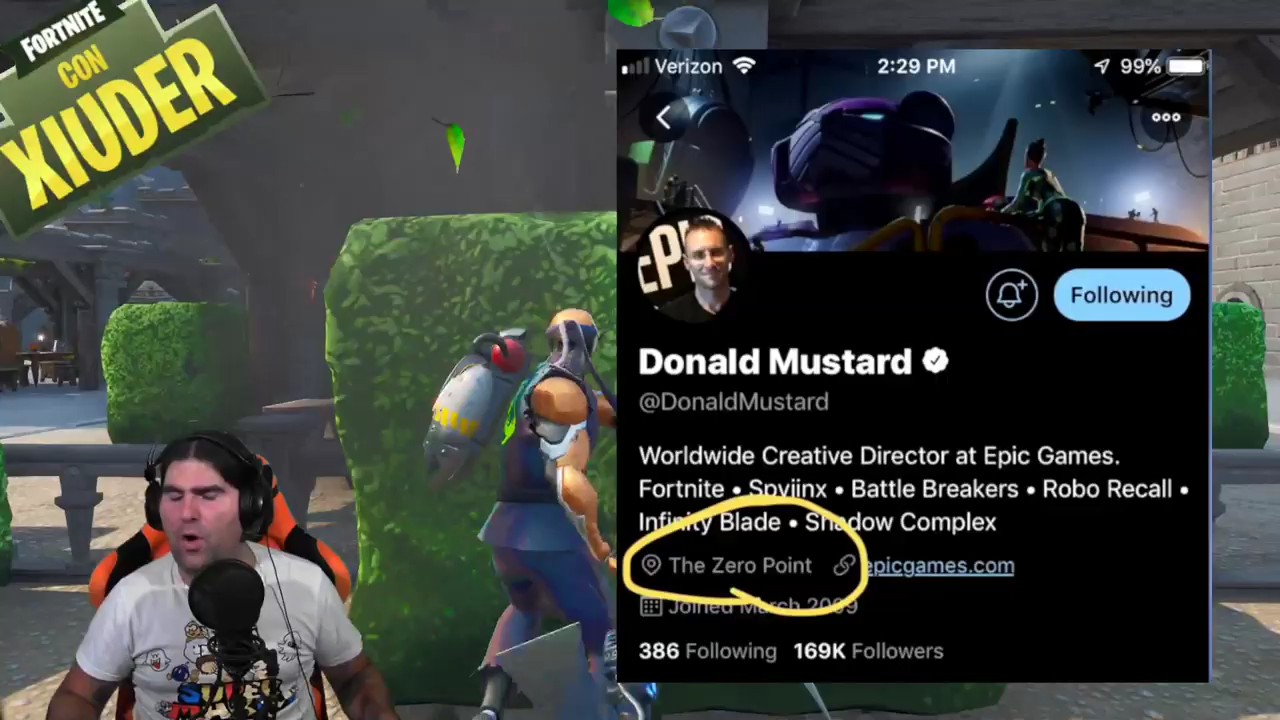 FORTNITE
CON
XIUDER
Verizon 2:29 PM 99%
EPI
Following
Donald Mustard
@DonaldMustard
Worldwide Creative Director at Epic Games.
Fortnite • Spyjinx • Battle Breakers • Robo Recall •
Infinity Blade • Shadow Complex
The Zero Point epicgames.com
Joined March 2009
386 Following 169K Followers
SUPER